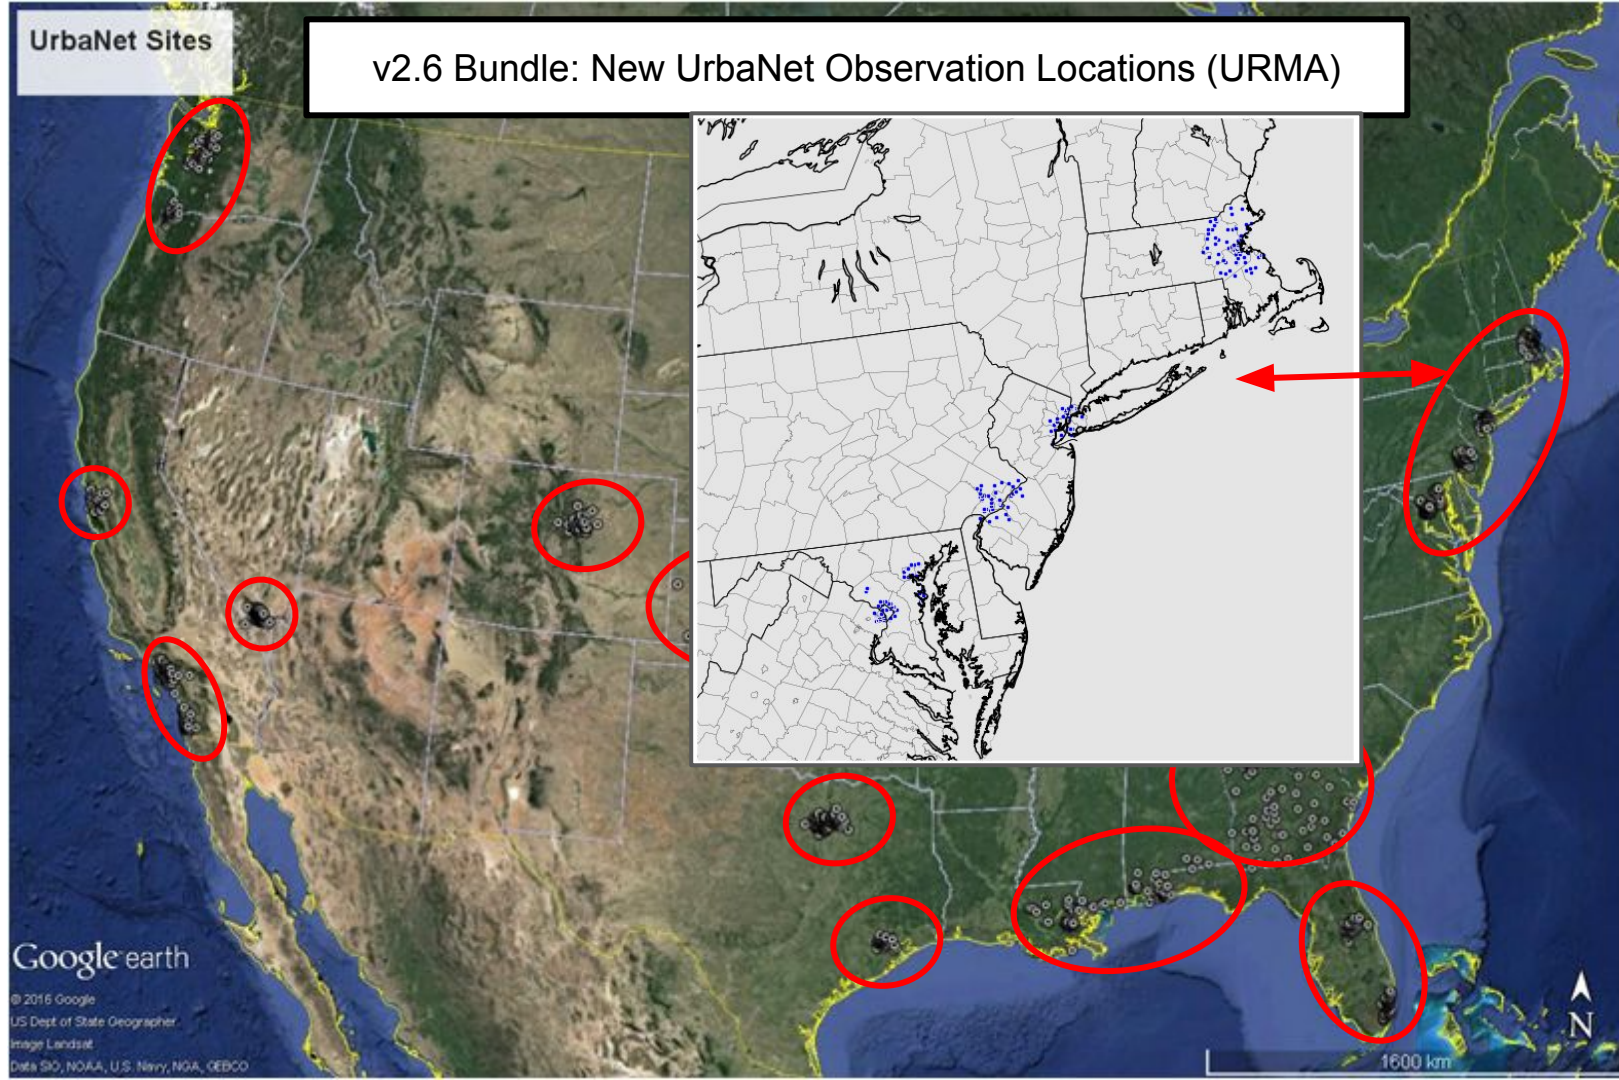 UrbaNet Sites
v2.6 Bundle: New UrbaNet Observation Locations (URMA)
Google earth
© 2016 Google
US Dept of State Geographer
Image Landsat
Data SIO, NOAA, U.S. Navy, NGA, GEBCO
N
1600 km